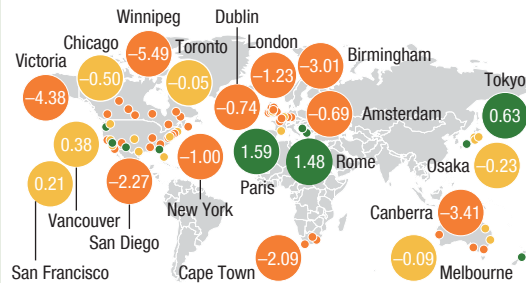 Winnipeg
Dublin
Chicago
Toronto
London
Birmingham
Victoria
−5.49
−3.01
Tokyo
−0.50
−0.05
−1.23
−4.38
−0.74
−0.69
Amsterdam
0.63
0.38
−1.00
1.59
1.48
Rome
Osaka
−0.23
0.21
−2.27
Paris
Canberra
−3.41
New York
Vancouver
San Diego
San Francisco
Cape Town
−2.09
−0.09
Melbourne